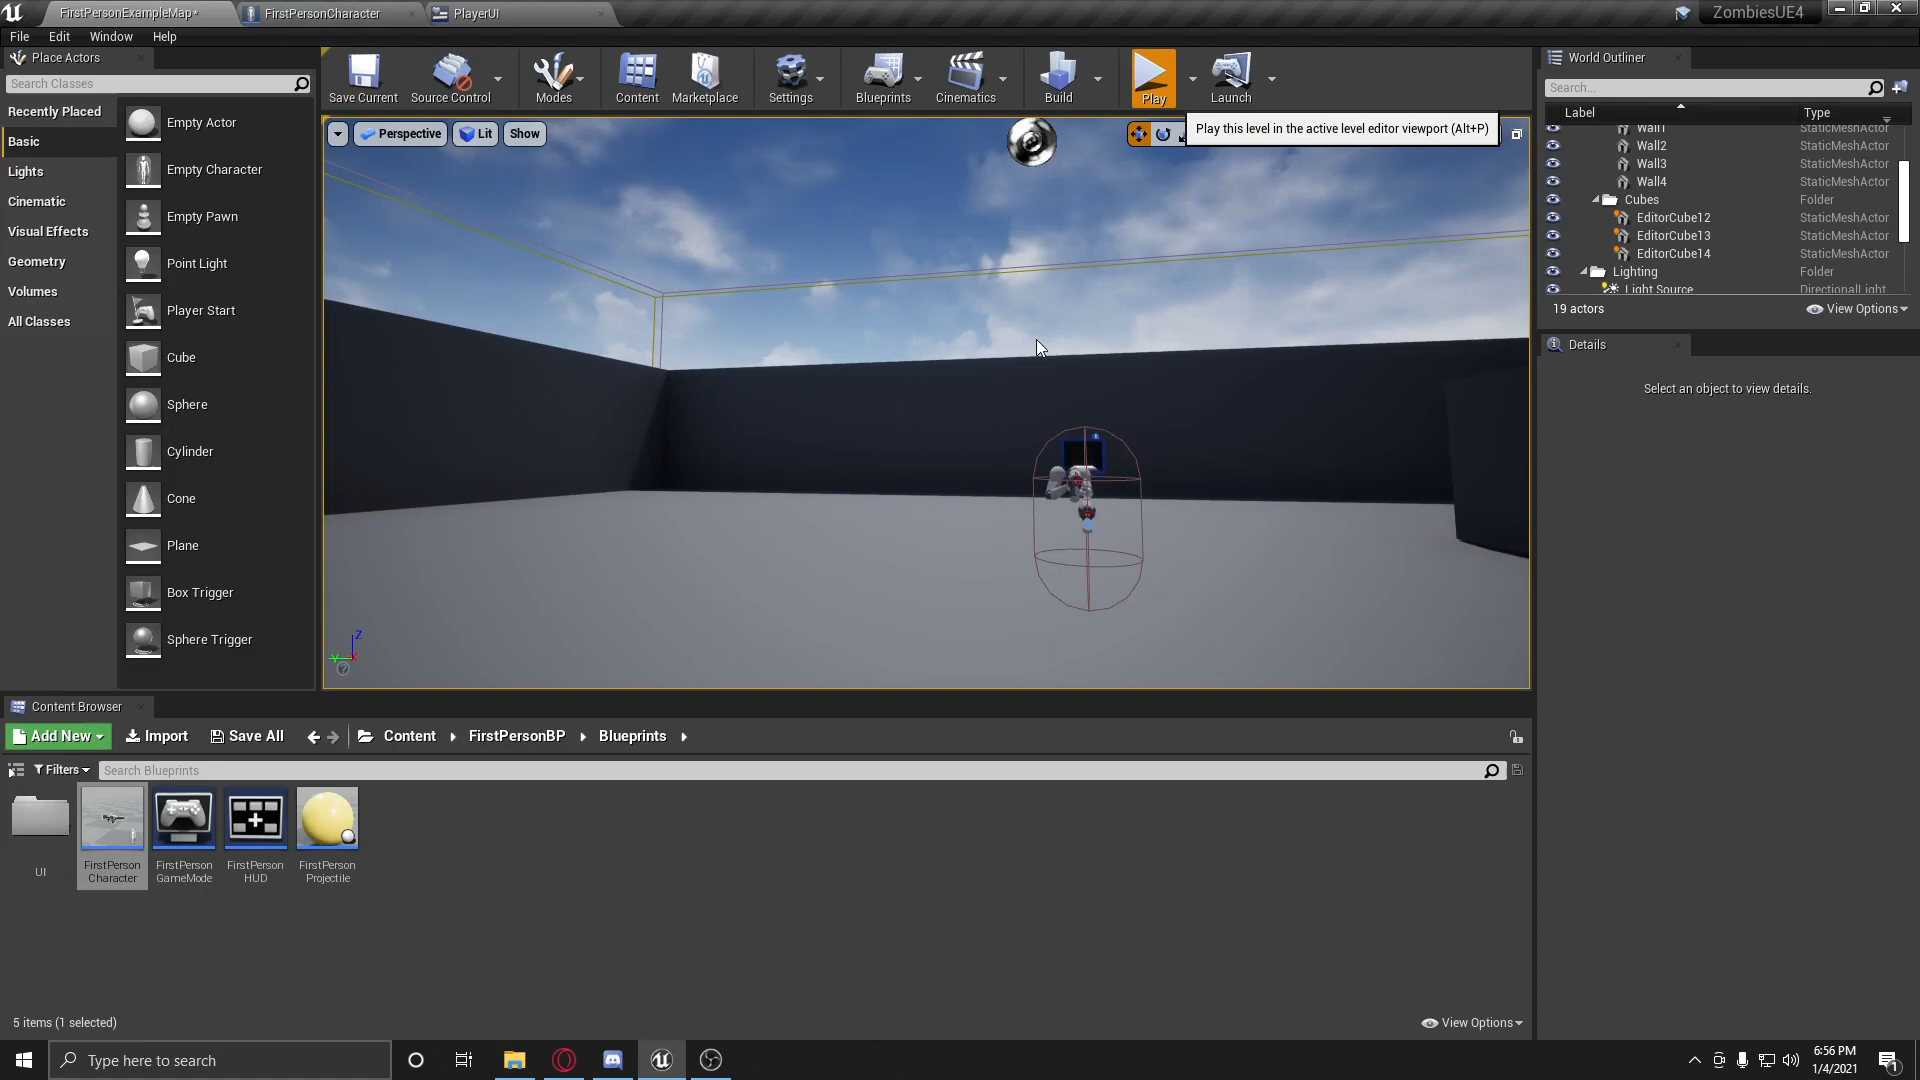 FirstPersonExampleMap*
FirstPersonCharacter
PlayerUI
ZombiesUE4
File Edit Window Help
Place Actors
Search Classes
Recently Placed
Basic
Lights
Cinematic
Visual Effects
Geometry
Volumes
All Classes
Empty Actor
Empty Character
Empty Pawn
Point Light
Player Start
Cube
Sphere
Cylinder
Cone
Plane
Box Trigger
Sphere Trigger
Save Current
Source Control
Modes
Content
Marketplace
Settings
Blueprints
Cinematics
Build
Play
Launch
Perspective
Lit
Show
Play this level in the active level editor viewport (Alt+P)
Z
Y
World Outliner
Search...
Label Type
Wall1 StaticMeshActor
Wall2 StaticMeshActor
Wall3 StaticMeshActor
Wall4 StaticMeshActor
Cubes Folder
EditorCube12 StaticMeshActor
EditorCube13 StaticMeshActor
EditorCube14 StaticMeshActor
Lighting Folder
Light Source DirectionalLight
19 actors
View Options
Details
Select an object to view details.
Content Browser
Add New Import Save All Content FirstPersonBP Blueprints
Filters Search Blueprints
UI
FirstPerson
Character
FirstPerson
GameMode
FirstPerson
HUD
FirstPerson
Projectile
5 items (1 selected)
View Options
Type here to search
6:56 PM
1/4/2021
1